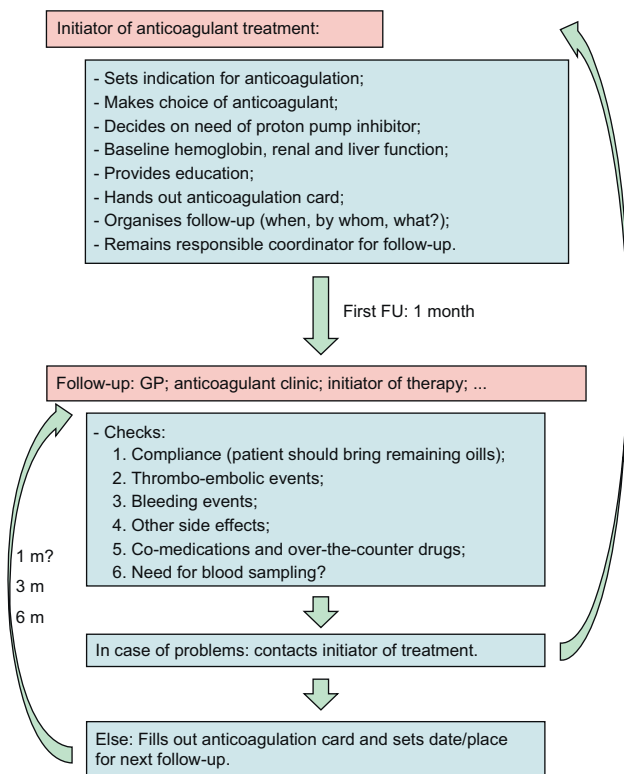 Initiator of anticoagulant treatment:
- Sets indication for anticoagulation;
- Makes choice of anticoagulant;
- Decides on need of proton pump inhibitor;
- Baseline hemoglobin, renal and liver function;
- Provides education;
- Hands out anticoagulation card;
- Organises follow-up (when, by whom, what?);
- Remains responsible coordinator for follow-up.
First FU: 1 month
Follow-up: GP; anticoagulant clinic; initiator of therapy; ...
- Checks:
1. Compliance (patient should bring remaining oills);
2. Thrombo-embolic events;
3. Bleeding events;
4. Other side effects;
5. Co-medications and over-the-counter drugs;
6. Need for blood sampling?
1 m?
3 m
6 m
In case of problems: contacts initiator of treatment.
Else: Fills out anticoagulation card and sets date/place
for next follow-up.